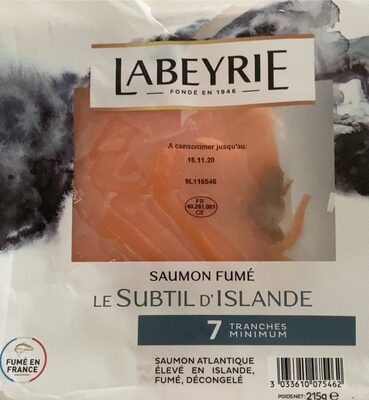 LABEYRIE
FONDÉ EN 1946
A consommer jusqu'au:
16.11.20
9L116546
FR
40.261.001
CE
SAUMON FUMÉ
LE SUBTIL D'ISLANDE
7 TRANCHES
MINIMUM
FUMÉ EN
FRANCE
SAUMON ATLANTIQUE
ÉLEVÉ EN ISLANDE,
FUMÉ, DÉCONGELÉ
3 033610 075462
POIDS NET: 215g e